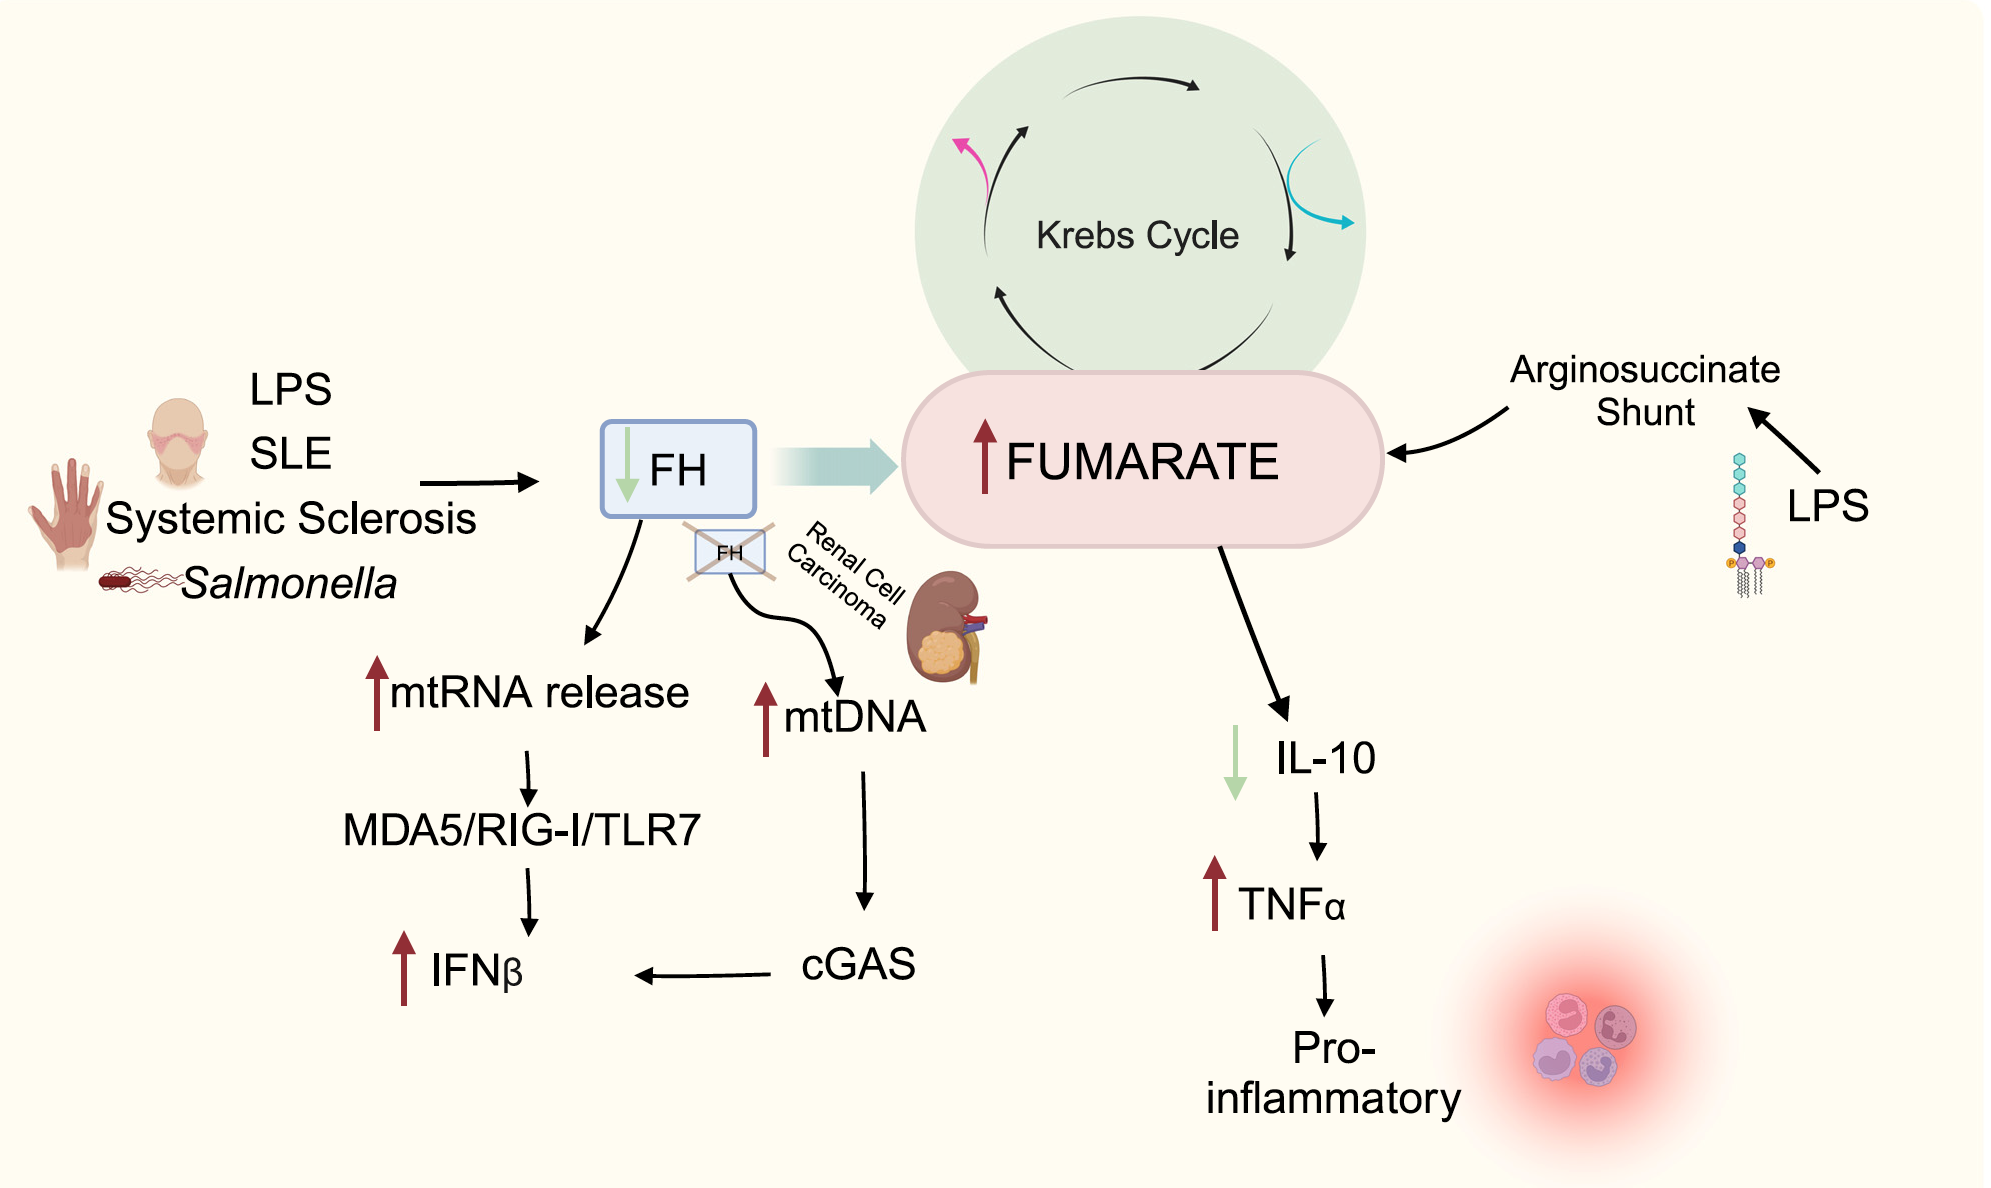 Krebs Cycle
LPS
SLE
Systemic Sclerosis
Salmonella
FH
FUMARATE
Arginosuccinate
Shunt
LPS
P
P
FH
Renal Cell
Carcinoma
mtRNA release
mtDNA
MDA5/RIG-I/TLR7
IFNβ
cGAS
IL-10
TNFα
Pro-
inflammatory